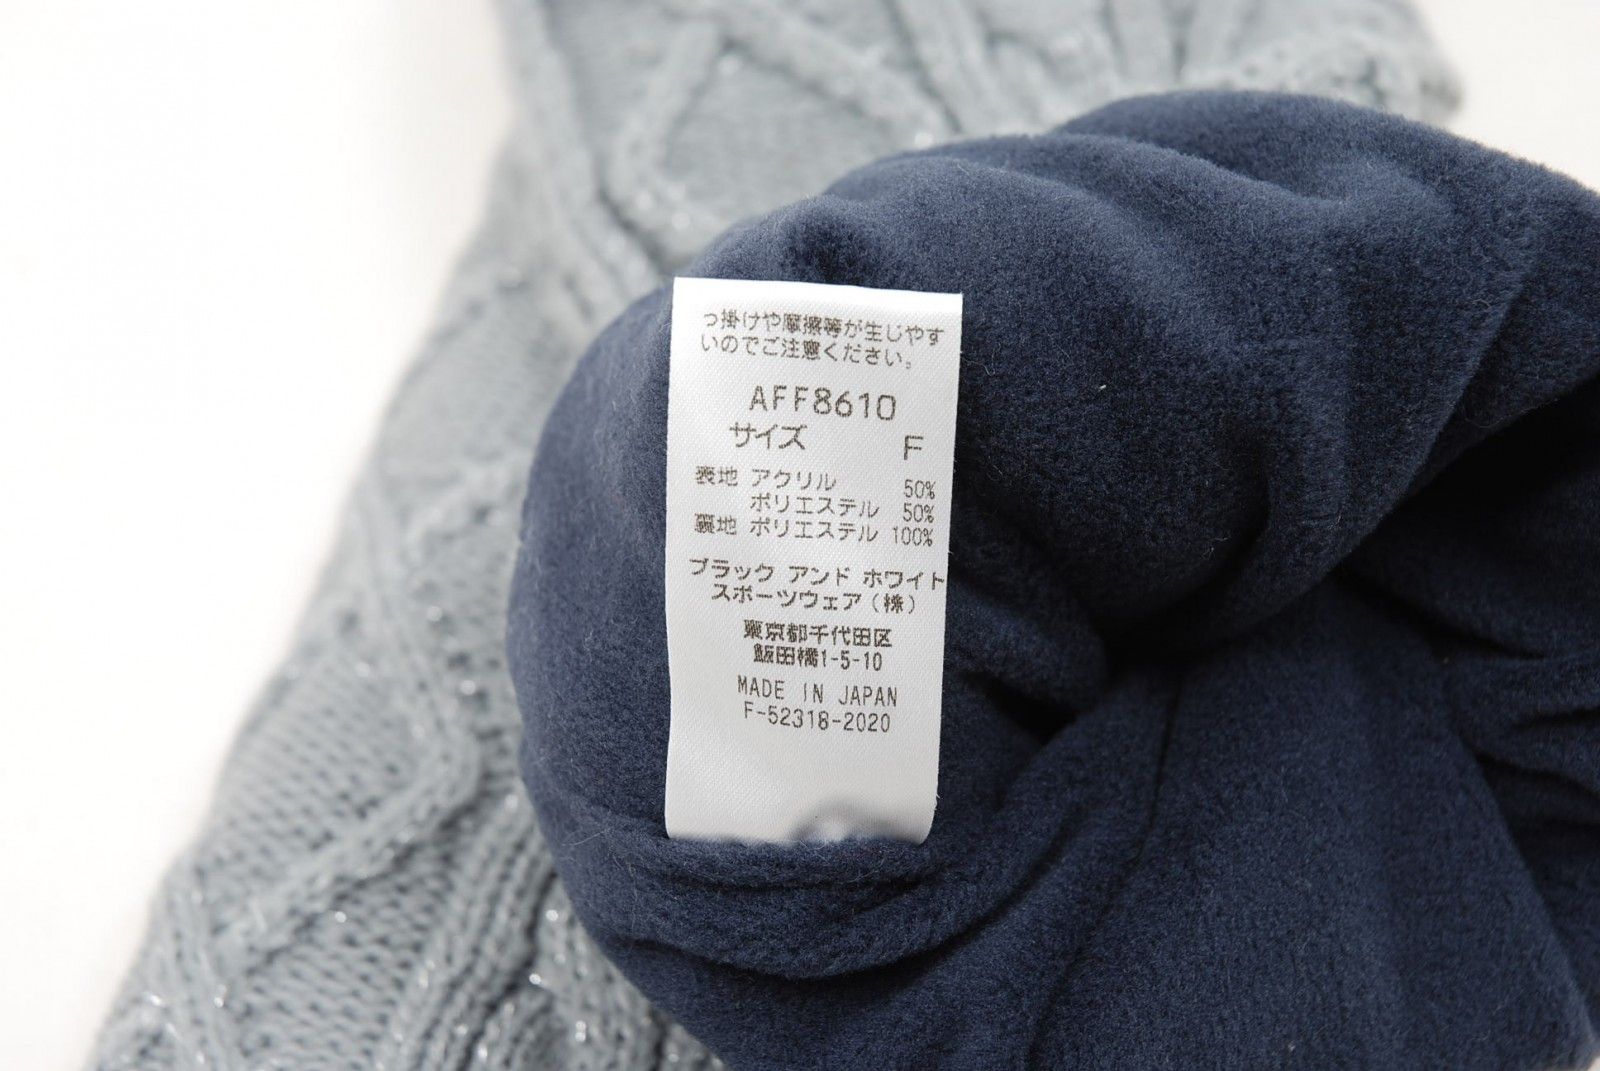 っ掛けや摩擦等が生じやす
いのでご注意ください。
AFF8610
サイズ F
表地 アクリル 50%
ポリエステル 50%
裏地 ポリエステル 100%
ブラック アンド ホワイト
スポーツウェア(株)
東京都千代田区
飯田橋1-5-10
MADE IN JAPAN
F-52318-2020